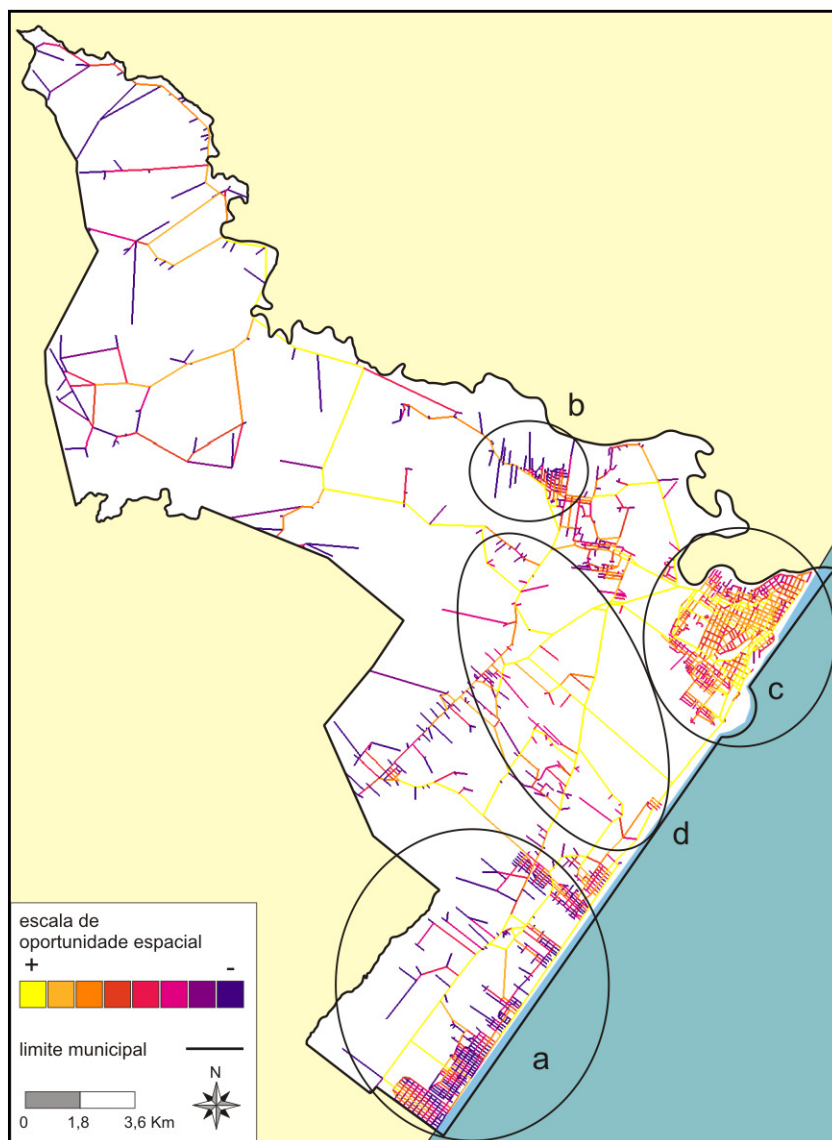 b
c
d
a
escala de
oportunidade espacial
+ -
limite municipal
N
0 1,8 3,6 Km